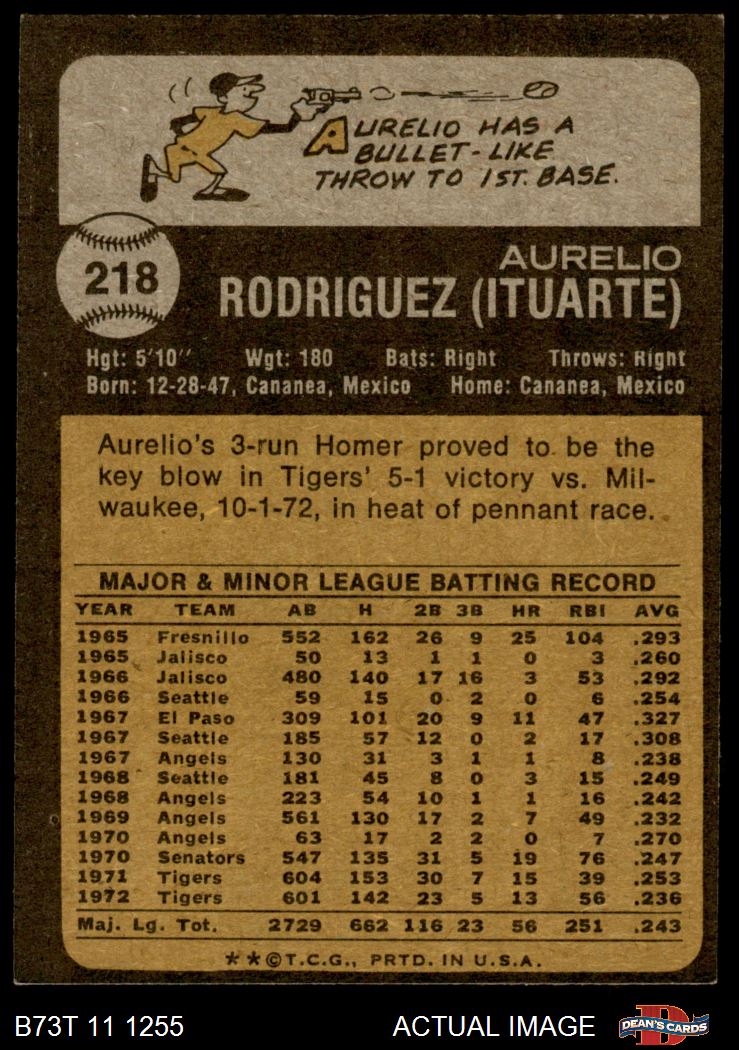 AURELIO HAS A
BULLET-LIKE
THROW TO 1ST. BASE.
218
AURELIO
RODRIGUEZ (ITUARTE)
Hgt: 5'10" Wgt: 180 Bats: Right Throws: Right
Born: 12-28-47, Cananea, Mexico Home: Cananea, Mexico
Aurelio's 3-run Homer proved to be the
key blow in Tigers' 5-1 victory vs. Mil-
waukee, 10-1-72, in heat of pennant race.
MAJOR & MINOR LEAGUE BATTING RECORD
YEAR TEAM AB H 2B 3B HR RBI AVG
1965 Fresnillo 552 162 26 9 25 104 .293
1965 Jalisco 50 13 1 1 0 3 .260
1966 Jalisco 480 140 17 16 3 53 .292
1966 Seattle 59 15 0 2 0 6 .254
1967 El Paso 309 101 20 9 11 47 .327
1967 Seattle 185 57 12 0 2 17 .308
1967 Angels 130 31 3 1 1 8 .238
1968 Seattle 181 45 8 0 3 15 .249
1968 Angels 223 54 10 1 1 16 .242
1969 Angels 561 130 17 2 7 49 .232
1970 Angels 63 17 2 2 0 7 .270
1970 Senators 547 135 31 5 19 76 .247
1971 Tigers 604 153 30 7 15 39 .253
1972 Tigers 601 142 23 5 13 56 .236
Maj. Lg. Tot. 2729 662 116 23 56 251 .243
**©T.C.G., PRTD. IN U.S.A.
B73T 11 1255 ACTUAL IMAGE D DEAN'S CARDS